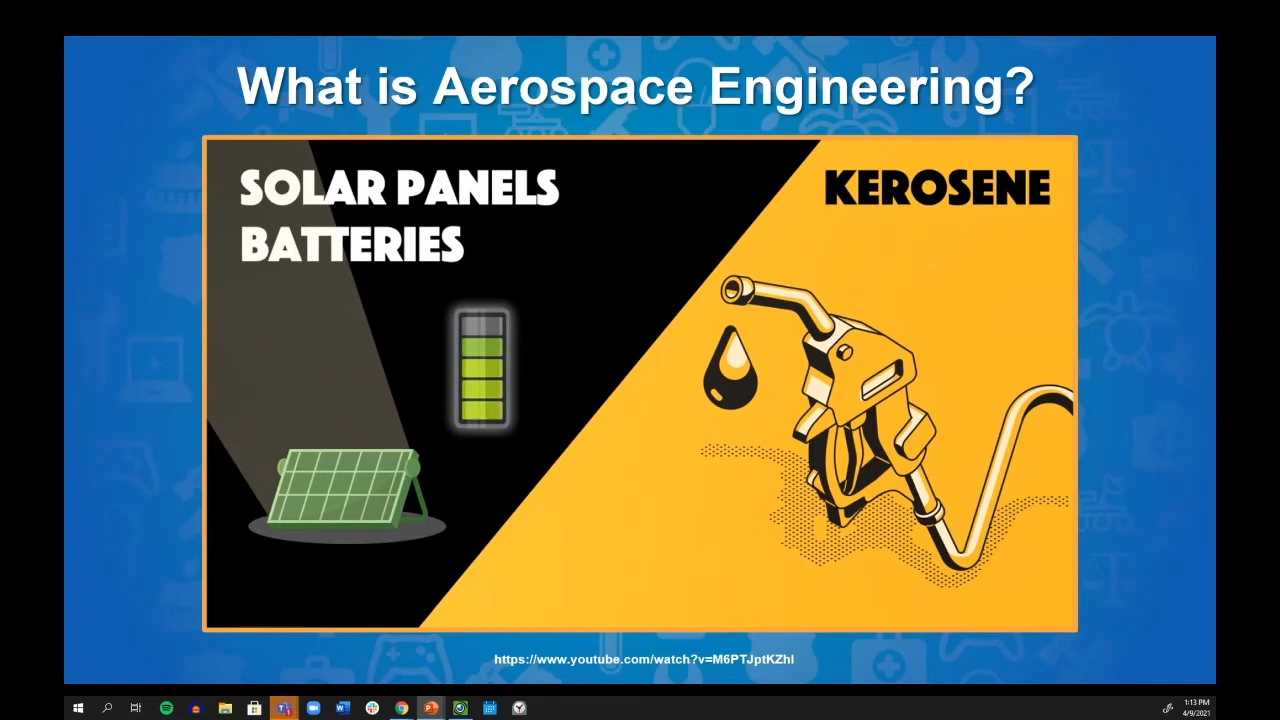 What is Aerospace Engineering?
SOLAR PANELS
BATTERIES
KEROSENE
https://www.youtube.com/watch?v=M6PTJptKZhI
1:13 PM
4/9/2021